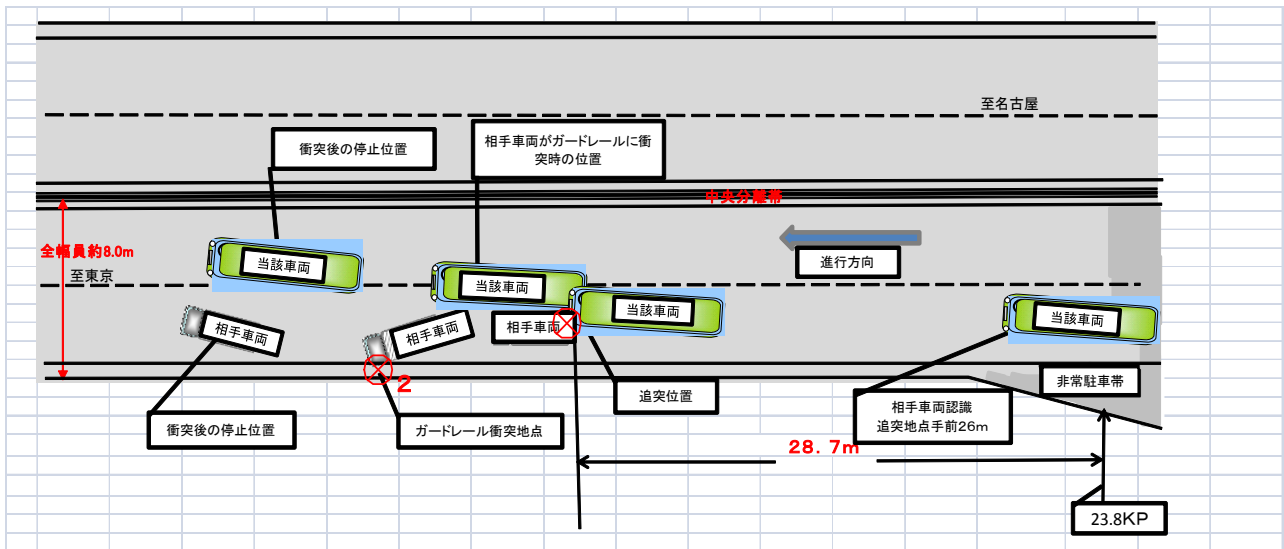 至名古屋
衝突後の停止位置
相手車両がガードレールに衝
突時の位置
中央分離帯
全幅員約8.0m
進行方向
当該車両
至東京
当該車両
当該車両
当該車両
相手車両
相手車両
相手車両
2
非常駐車帯
追突位置
相手車両認識
追突地点手前26m
衝突後の停止位置
ガードレール衝突地点
28.7m
23.8KP